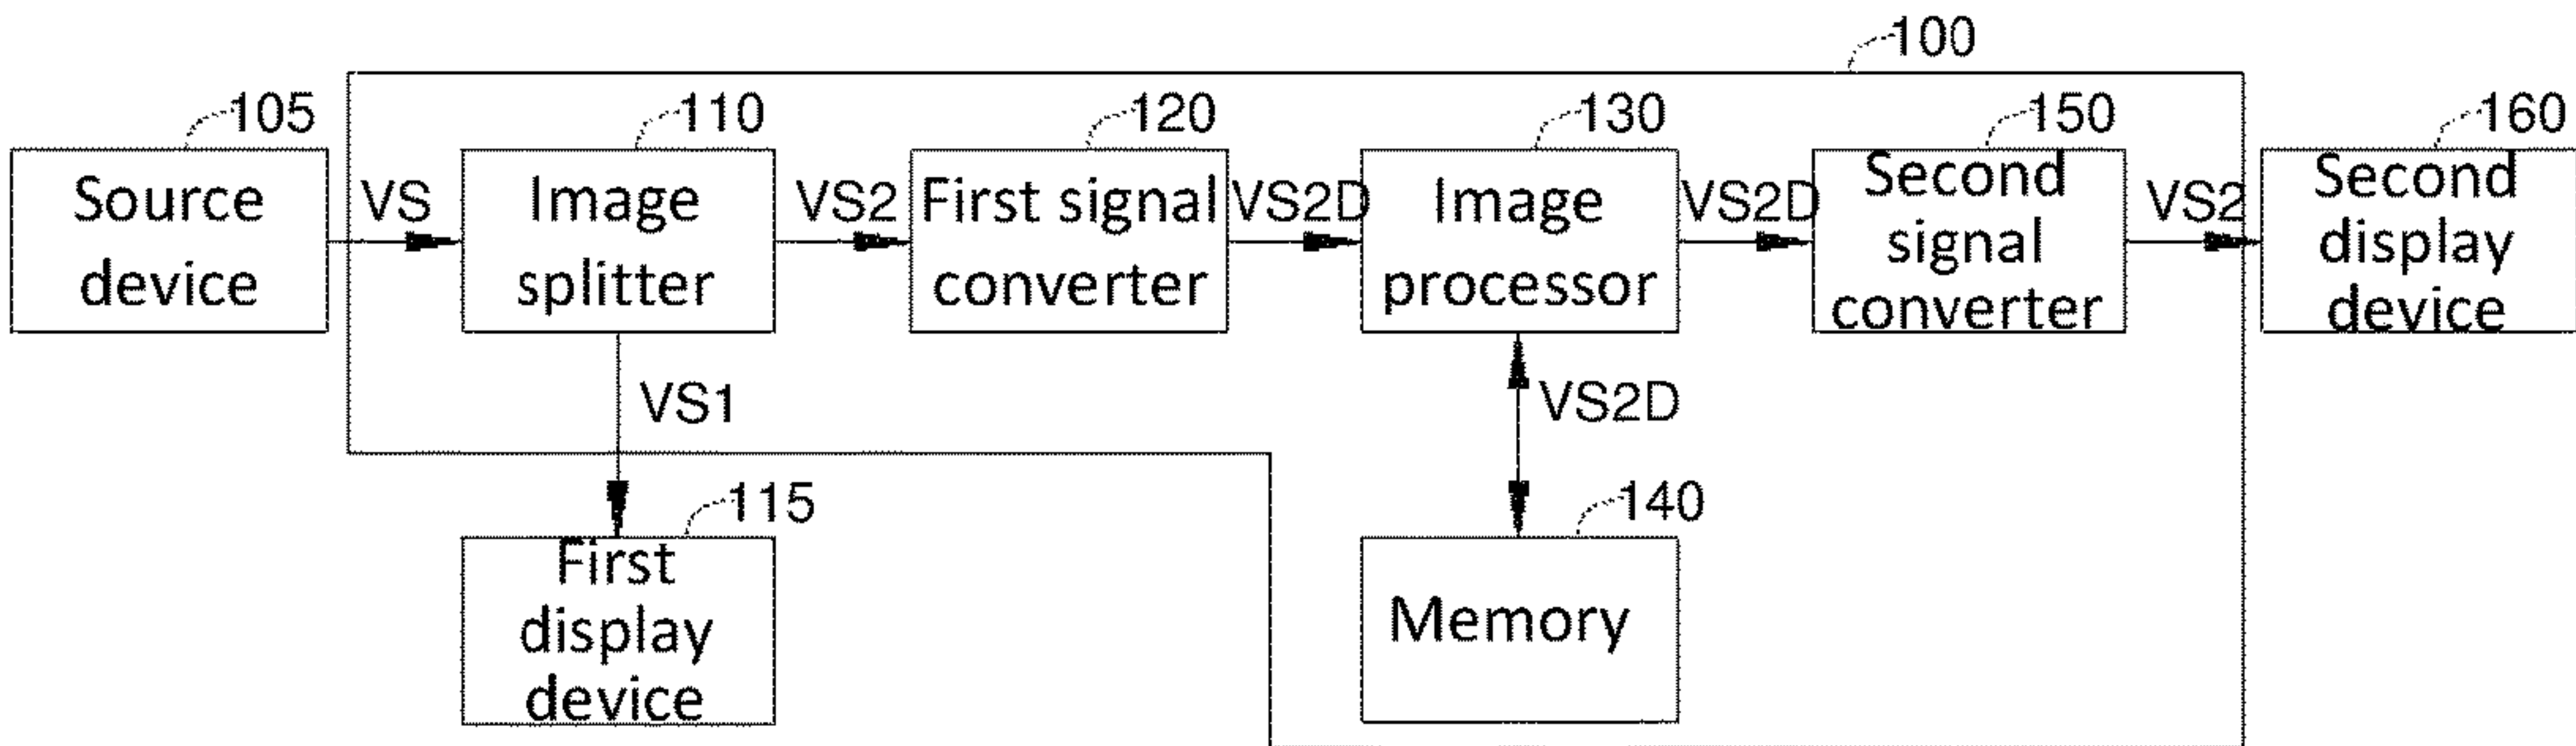 100
105
110
120
130
150
160
Source
device
VS
Image
splitter
VS2
First signal
converter
VS2D
Image
processor
VS2D
Second
signal
converter
VS2
Second
display
device
VS1
VS2D
115
140
First
display
device
Memory